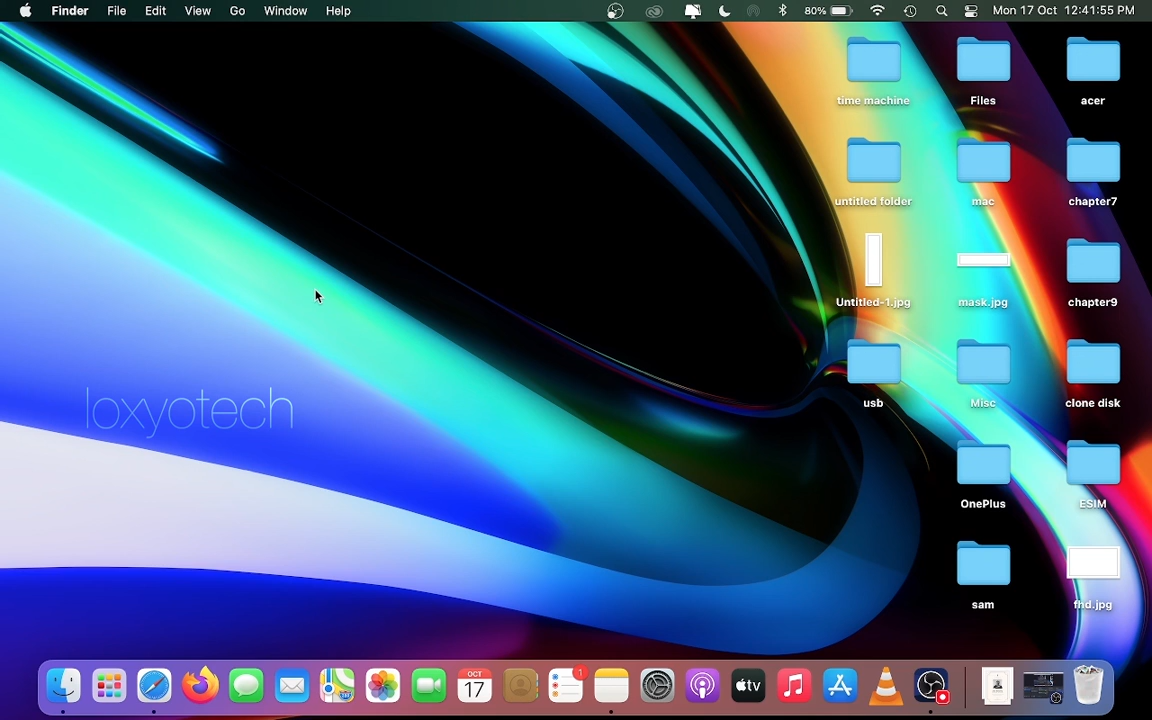 Finder File Edit View Go Window Help 80% Mon 17 Oct 12:41:55 PM
time machine Files acer
untitled folder mac chapter7
Untitled-1.jpg mask.jpg chapter9
usb Misc clone disk
loxyotech
OnePlus ESIM
sam fhd.jpg
1
OCT
17
tv